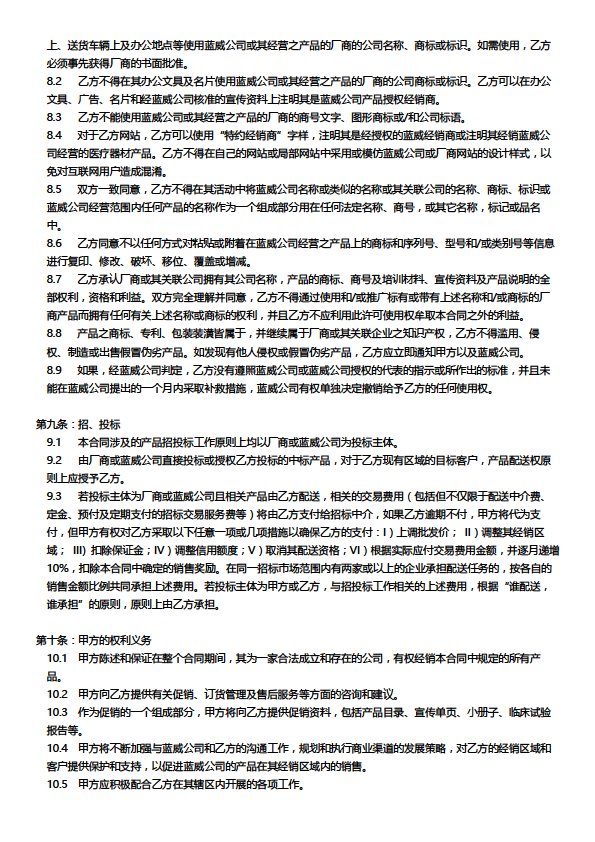 上、送货车辆上及办公地点等使用蓝威公司或其经营之产品的厂商的公司名称、商标或标识。如需使用，乙方
必须事先获得厂商的书面批准。
8.2 乙方不得在其办公文具及名片使用蓝威公司或其经营之产品的厂商的公司商标或标识。乙方可以在办公
文具、广告、名片和经蓝威公司核准的宣传资料上注明其是蓝威公司产品授权经销商。
8.3 乙方不能使用蓝威公司或其经营之产品的厂商的商号文字、图形商标或/和公司标语。
8.4 对于乙方网站，乙方可以使用“特约经销商”字样，注明其是经授权的蓝威经销商或注明其经销蓝威公
司经营的医疗器材产品。乙方不得在自己的网站或局部网站中采用或模仿蓝威公司或厂商网站的设计样式，以
免对互联网用户造成混淆。
8.5 双方一致同意，乙方不得在其活动中将蓝威公司名称或类似的名称或其关联公司的名称、商标、标识或
蓝威公司经营范围内任何产品的名称作为一个组成部分用在任何法定名称、商号，或其它名称，标记或品名
中。
8.6 乙方同意不以任何方式对粘贴或附着在蓝威公司经营之产品上的商标和序列号、型号和/或类别号等信息
进行复印、修改、破坏、移位、覆盖或增减。
8.7 乙方承认厂商或其关联公司拥有其公司名称，产品的商标、商号及培训材料、宣传资料及产品说明的全
部权利，资格和利益。双方完全理解并同意，乙方不得通过使用和/或推广标有或带有上述名称和/或商标的厂
商产品而拥有任何有关上述名称或商标的权利，并且乙方不应利用此许可使用权牟取本合同之外的利益。
8.8 产品之商标、专利、包装装潢皆属于，并继续属于厂商或其关联企业之知识产权，乙方不得滥用、侵
权、制造或出售假冒伪劣产品。如发现有他人侵权或假冒伪劣产品，乙方应立即通知甲方以及蓝威公司。
8.9 如果，经蓝威公司判定，乙方没有遵照蓝威公司或蓝威公司授权的代表的指示或所作出的标准，并且未
能在蓝威公司提出的一个月内采取补救措施，蓝威公司有权单独决定撤销给予乙方的任何使用权。
第九条：招、投标
9.1 本合同涉及的产品招投标工作原则上均以厂商或蓝威公司为投标主体。
9.2 由厂商或蓝威公司直接投标或授权乙方投标的中标产品，对于乙方现有区域的目标客户，产品配送权原
则上应授予乙方。
9.3 若投标主体为厂商或蓝威公司且相关产品由乙方配送，相关的交易费用（包括但不仅限于配送中介费、
定金、预付及定期支付的招标交易服务费等）将由乙方支付给招标中介，如果乙方逾期不付，甲方将代为支
付，但甲方有权对乙方采取以下任意一项或几项措施以确保乙方的支付：I）上调批发价； II）调整其经销区
域； III）扣除保证金；IV）调整信用额度；V）取消其配送资格；VI）根据实际应付交易费用金额，并逐月递增
10%，扣除本合同中确定的销售奖励。在同一招标市场范围内有两家或以上的企业承担配送任务的，按各自的
销售金额比例共同承担上述费用。若投标主体为甲方或乙方，与招投标工作相关的上述费用，根据“谁配送，
谁承担”的原则，原则上由乙方承担。
第十条：甲方的权利义务
10.1 甲方陈述和保证在整个合同期间，其为一家合法成立和存在的公司，有权经销本合同中规定的所有产
品。
10.2 甲方向乙方提供有关促销、订货管理及售后服务等方面的咨询和建议。
10.3 作为促销的一个组成部分，甲方将向乙方提供促销资料，包括产品目录、宣传单页、小册子、临床试验
报告等。
10.4 甲方将不断加强与蓝威公司和乙方的沟通工作，规划和执行商业渠道的发展策略，对乙方的经销区域和
客户提供保护和支持，以促进蓝威公司的产品在其经销区域内的销售。
10.5 甲方应积极配合乙方在其辖区内开展的各项工作。